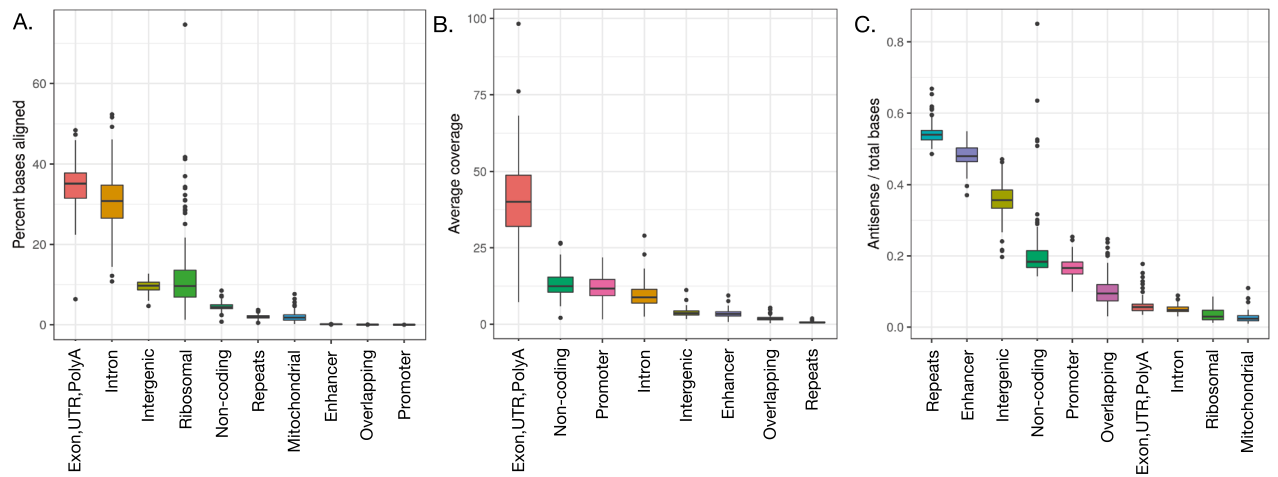 A.
Percent bases aligned
60
40
20
0
Exon,UTR,PolyA
Intron
Intergenic
Ribosomal
Non-coding
Repeats
Mitochondrial
Enhancer
Overlapping
Promoter
B.
Average coverage
100
75
50
25
0
Exon,UTR,PolyA
Non-coding
Promoter
Intron
Intergenic
Enhancer
Overlapping
Repeats
C.
Antisense / total bases
0.8
0.6
0.4
0.2
0.0
Repeats
Enhancer
Intergenic
Non-coding
Promoter
Overlapping
Exon,UTR,PolyA
Intron
Ribosomal
Mitochondrial